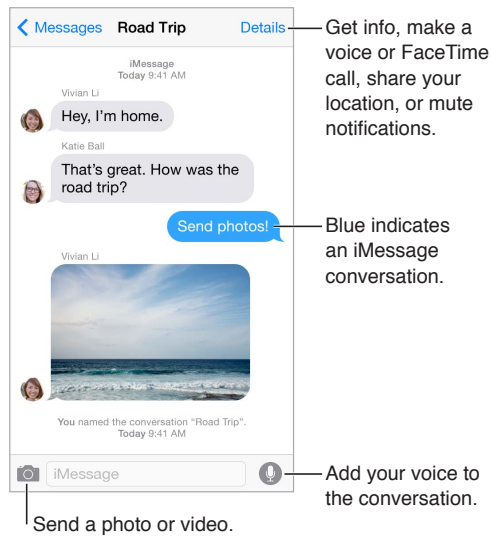 Messages Road Trip Details
iMessage
Today 9:41 AM
Vivian Li
Hey, I’m home.
Katie Ball
That’s great. How was the
road trip?
Send photos!
Vivian Li
You named the conversation “Road Trip”.
Today 9:41 AM
iMessage
Get info, make a
voice or FaceTime
call, share your
location, or mute
notifications.
Blue indicates
an iMessage
conversation.
Add your voice to
the conversation.
Send a photo or video.